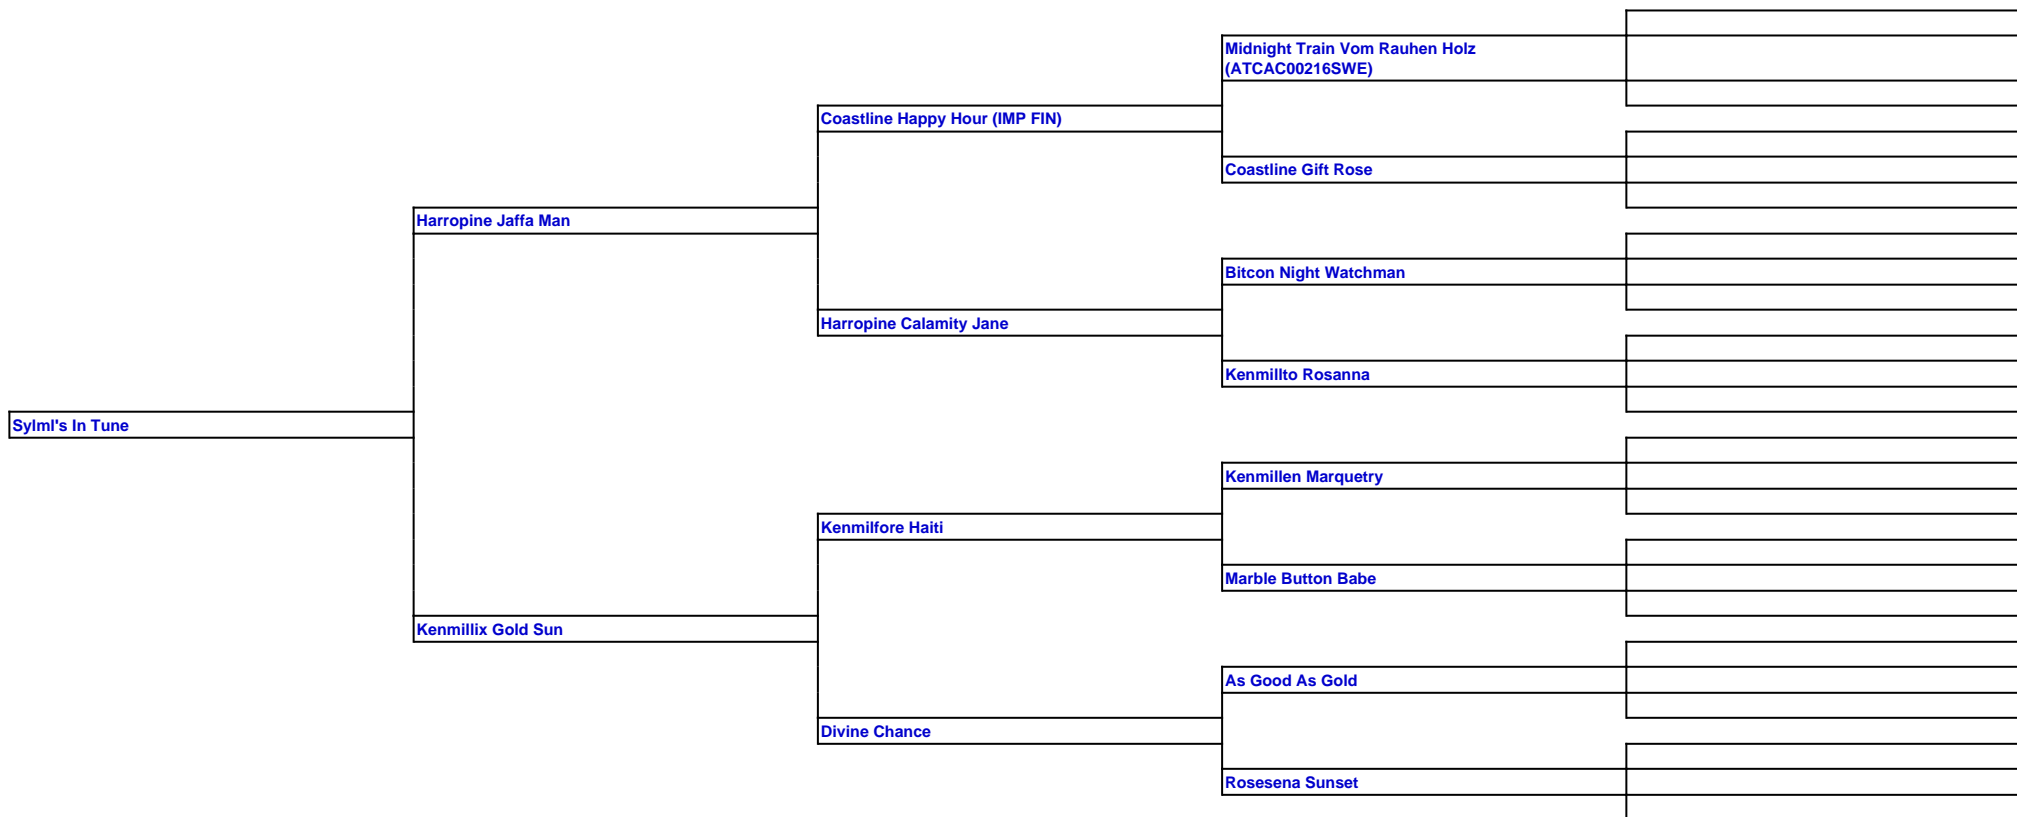 Midnight Train Vom Rauhen Holz
(ATCAC00216SWE)
Coastline Happy Hour (IMP FIN)
Coastline Gift Rose
Harropine Jaffa Man
Bitcon Night Watchman
Harropine Calamity Jane
Kenmillto Rosanna
Sylml's In Tune
Kenmillen Marquetry
Kenmilfore Haiti
Marble Button Babe
Kenmillix Gold Sun
As Good As Gold
Divine Chance
Rosesena Sunset